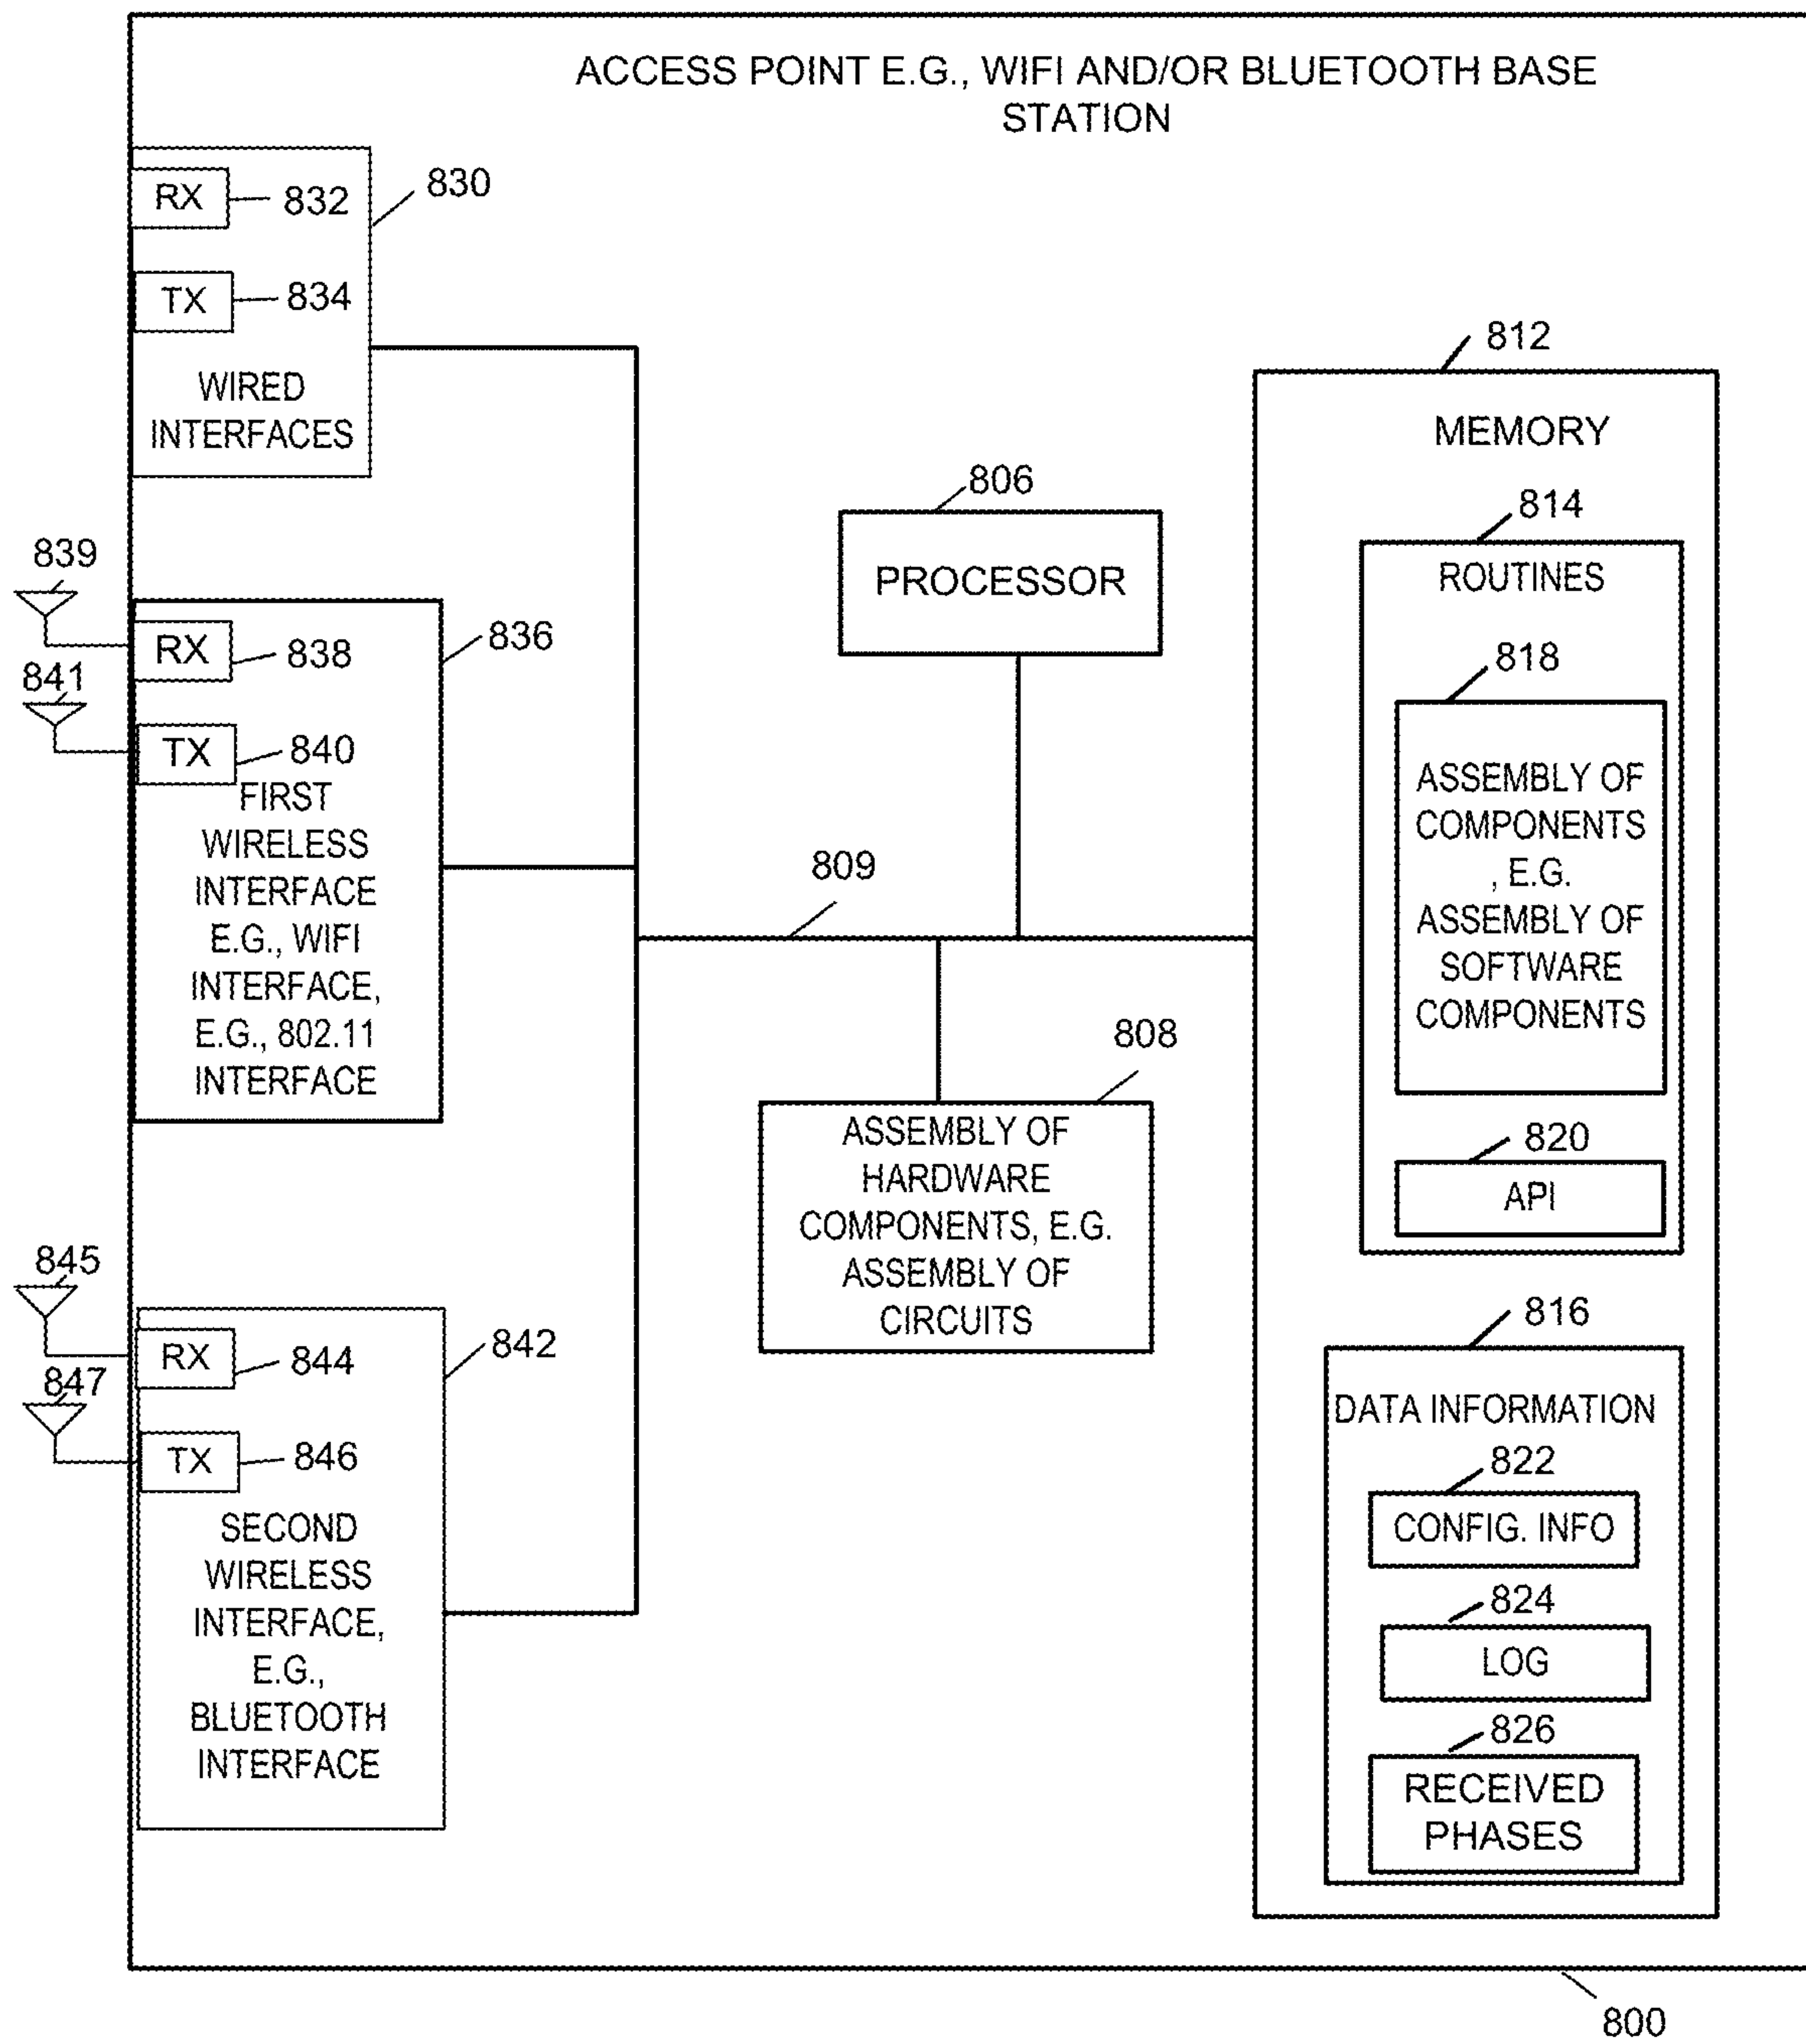 ACCESS POINT E.G., WIFI AND/OR BLUETOOTH BASE
STATION
RX
832
830
TX
834
WIRED
INTERFACES
839
RX
838
836
841
TX
840
FIRST
WIRELESS
INTERFACE
E.G., WIFI
INTERFACE,
E.G., 802.11
INTERFACE
845
RX
844
842
847
TX
846
SECOND
WIRELESS
INTERFACE,
E.G.,
BLUETOOTH
INTERFACE
806
PROCESSOR
809
808
ASSEMBLY OF
HARDWARE
COMPONENTS, E.G.
ASSEMBLY OF
CIRCUITS
812
MEMORY
814
ROUTINES
818
ASSEMBLY OF
COMPONENTS
, E.G.
ASSEMBLY OF
SOFTWARE
COMPONENTS
820
API
816
DATA INFORMATION
822
CONFIG. INFO
824
LOG
826
RECEIVED
PHASES
800